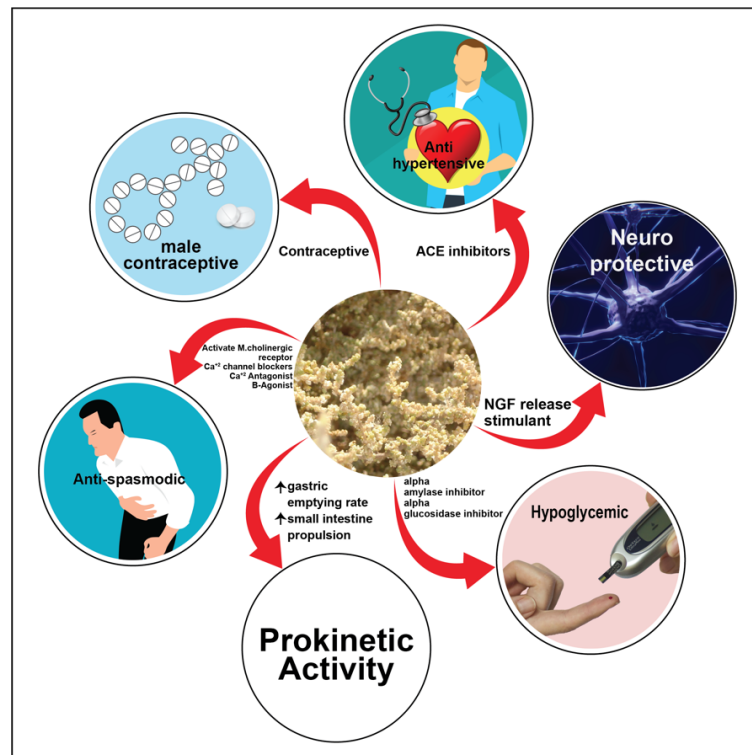 Anti
hypertensive
male
contraceptive
Contraceptive
ACE inhibitors
Neuro
protective
Activate M.cholinergic
receptor
Ca⁺² channel blockers
Ca⁺² Antagonist
B-Agonist
NGF release
stimulant
Anti-spasmodic
↑gastric
emptying rate
↑small intestine
propulsion
alpha
amylase inhibitor
alpha
glucosidase inhibitor
Hypoglycemic
Prokinetic
Activity